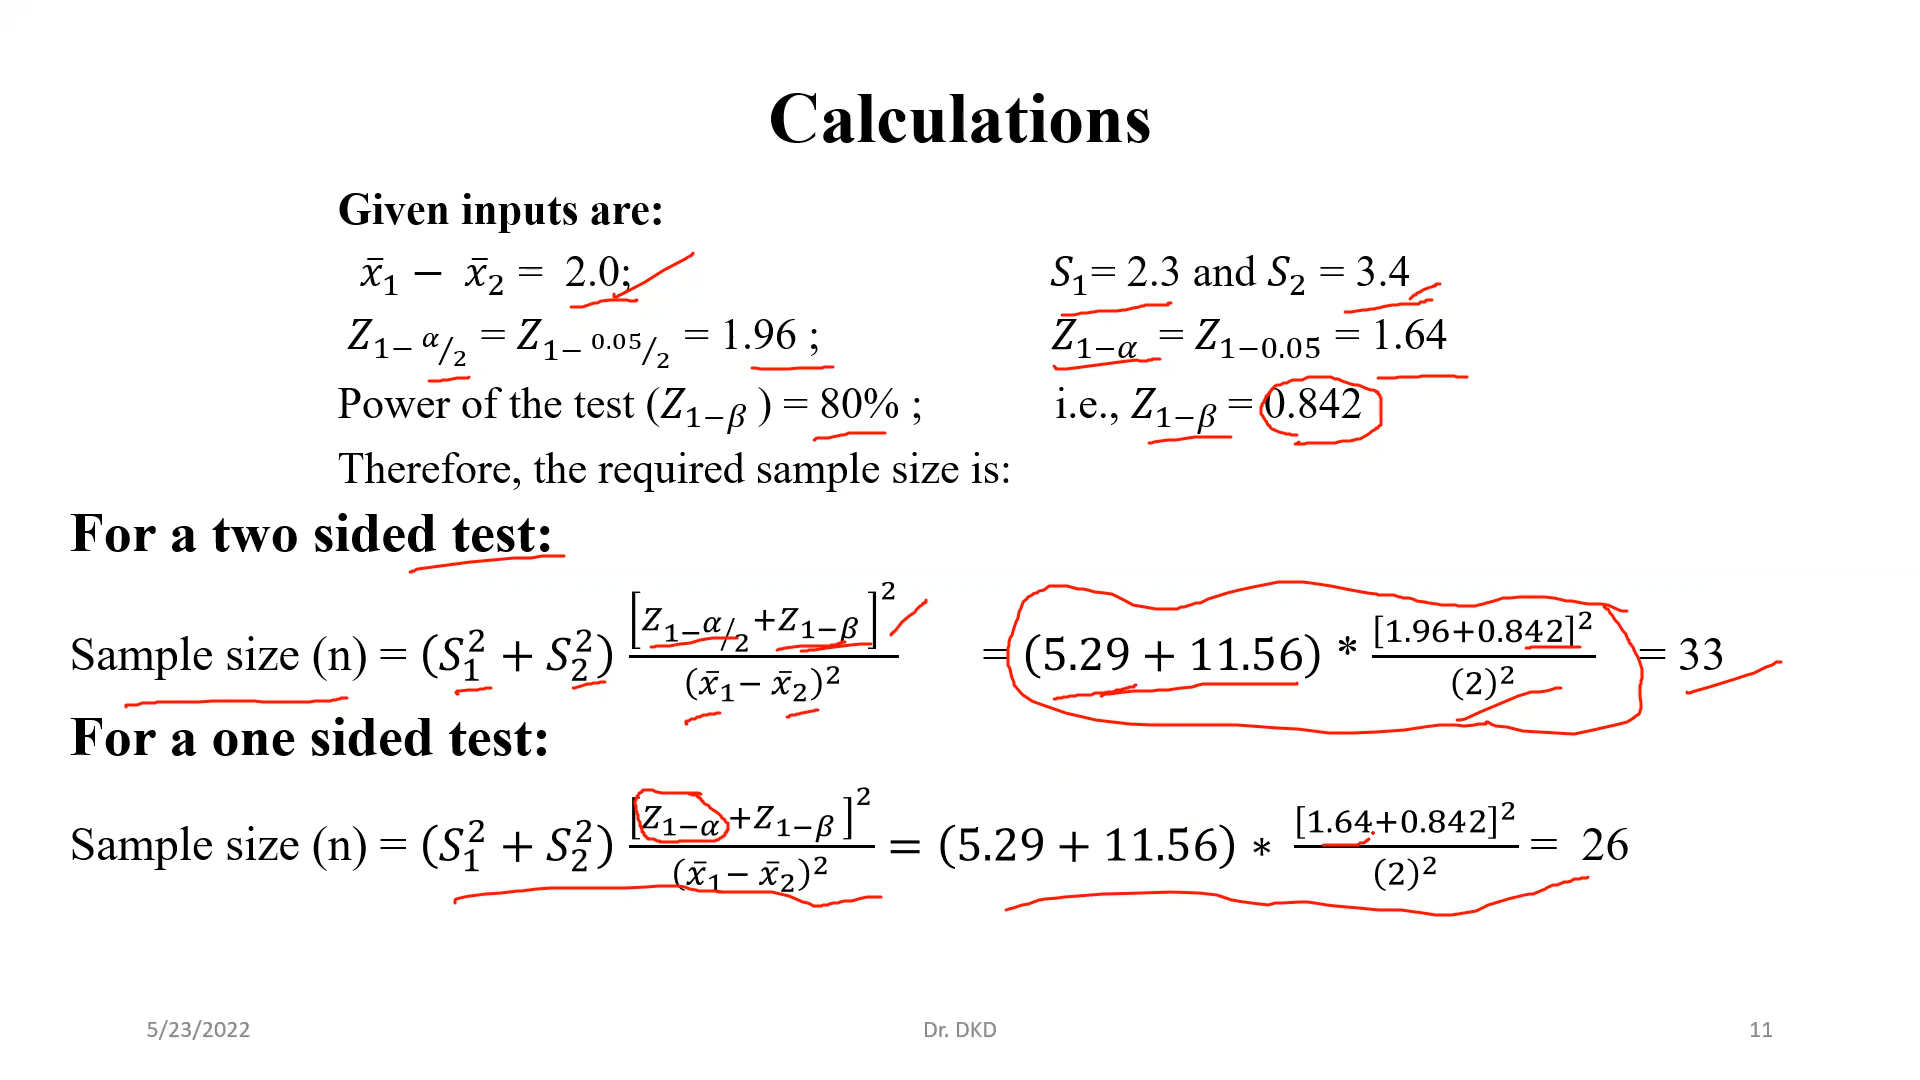 Calculations
Given inputs are:
x̄₁ − x̄₂ = 2.0; S₁= 2.3 and S₂ = 3.4
Z₁₋ α/₂ = Z₁₋ 0.05/₂ = 1.96 ; Z₁₋α = Z₁₋₀.₀₅ = 1.64
Power of the test (Z₁₋β ) = 80% ; i.e., Z₁₋β = 0.842
Therefore, the required sample size is:
For a two sided test:
Sample size (n) = (S₁² + S₂²) [Z₁₋α/₂+Z₁₋β]² / (x̄₁− x̄₂)² = (5.29 + 11.56) * [1.96+0.842]² / (2)² = 33
For a one sided test:
Sample size (n) = (S₁² + S₂²) [Z₁₋α+Z₁₋β]² / (x̄₁− x̄₂)² = (5.29 + 11.56) * [1.64+0.842]² / (2)² = 26
5/23/2022 Dr. DKD 11